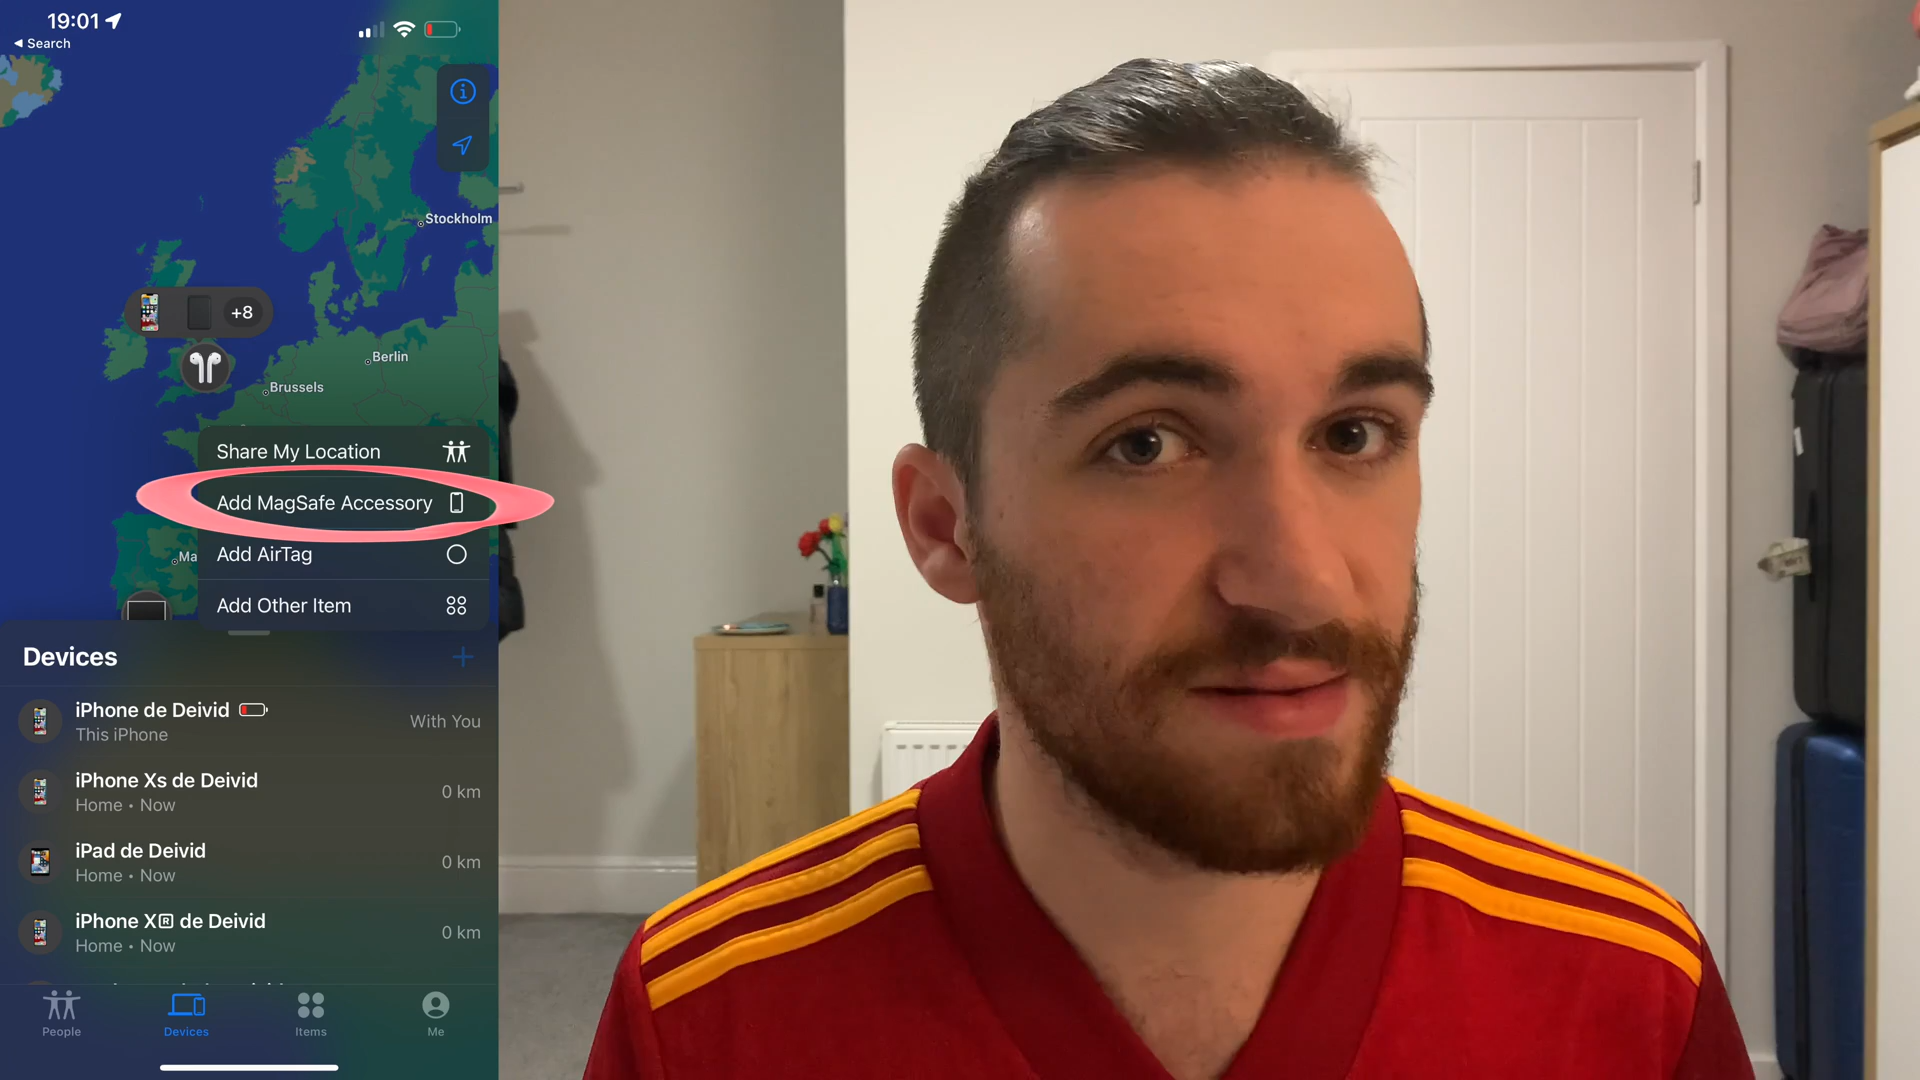 19:01
◀ Search
Stockholm
+8
Berlin
Brussels
Share My Location
Add MagSafe Accessory
Ma
Add AirTag
Add Other Item
Devices
iPhone de Deivid
This iPhone
With You
iPhone Xs de Deivid
Home • Now
0 km
iPad de Deivid
Home • Now
0 km
iPhone X🅁 de Deivid
Home • Now
0 km
People
Devices
Items
Me